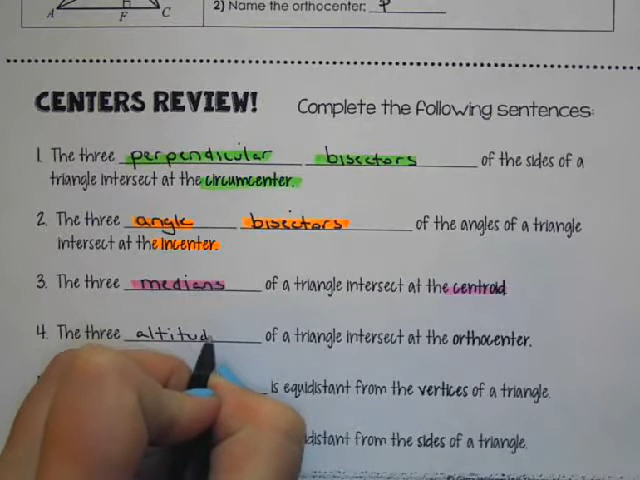 A F C
2) Name the orthocenter: P
CENTERS REVIEW! Complete the following sentences:
1. The three perpendicular bisectors of the sides of a
triangle intersect at the circumcenter.
2. The three angle bisectors of the angles of a triangle
intersect at the incenter.
3. The three medians of a triangle intersect at the centroid
4. The three altitud of a triangle intersect at the orthocenter.
is equidistant from the vertices of a triangle.
distant from the sides of a triangle.